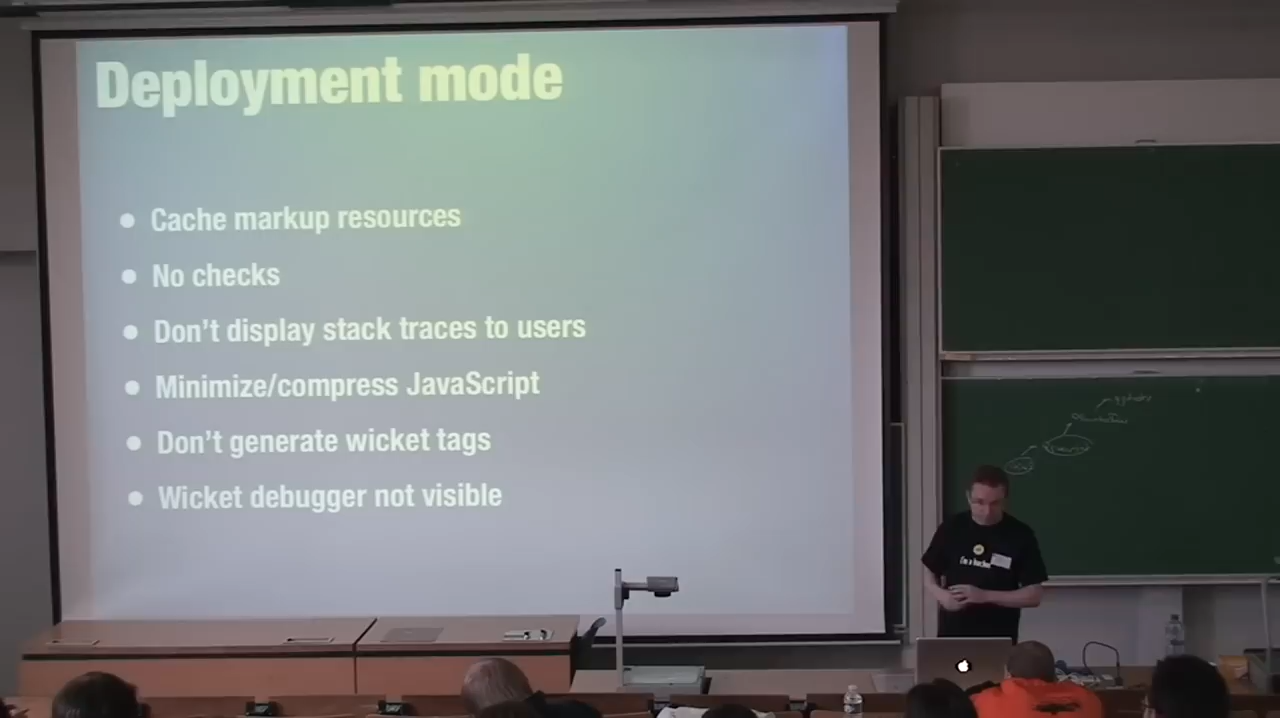 Deployment mode
• Cache markup resources
• No checks
• Don't display stack traces to users
• Minimize/compress JavaScript
• Don't generate wicket tags
• Wicket debugger not visible
I'm a